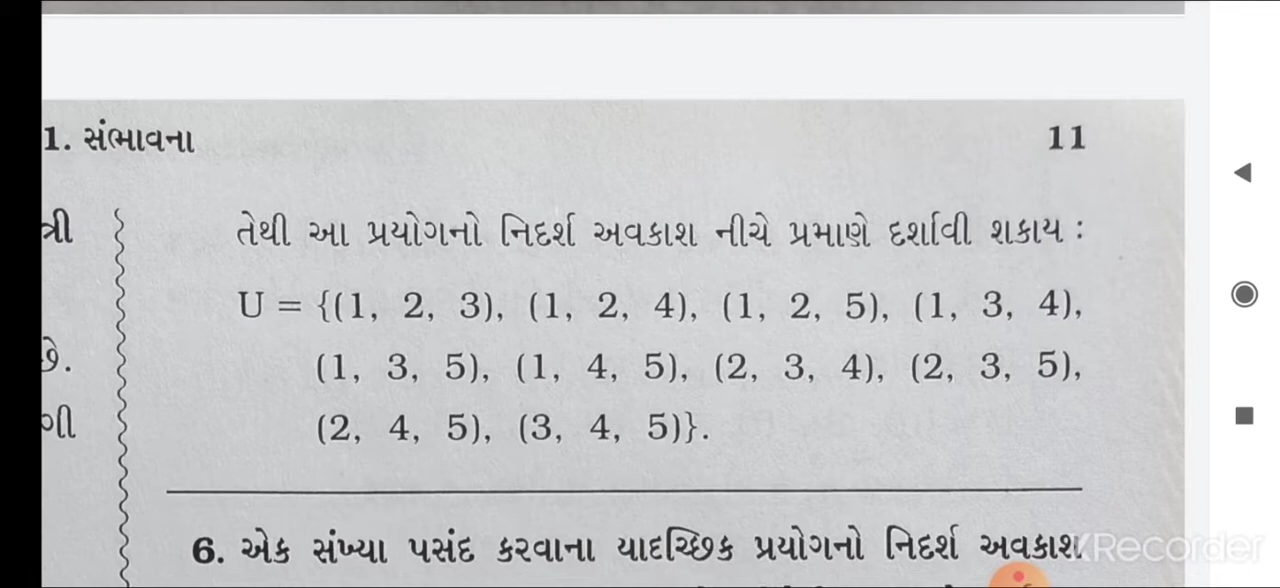 1. સંભાવના
11
ત્રી
છે.
ગી
તેથી આ પ્રયોગનો નિદર્શ અવકાશ નીચે પ્રમાણે દર્શાવી શકાય :
U = {(1, 2, 3), (1, 2, 4), (1, 2, 5), (1, 3, 4),
(1, 3, 5), (1, 4, 5), (2, 3, 4), (2, 3, 5),
(2, 4, 5), (3, 4, 5)}.
6. એક સંખ્યા પસંદ કરવાના યાદચ્છિક પ્રયોગનો નિદર્શ અવકાશ
XRecorder